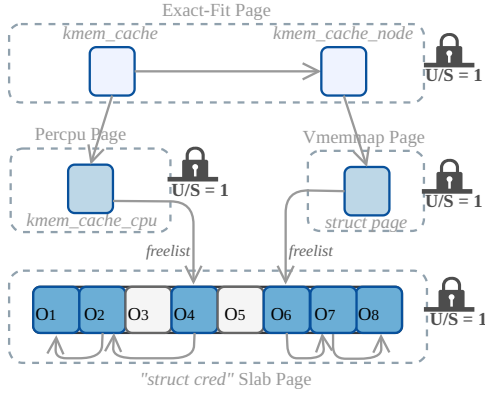 Exact-Fit Page
kmem_cache
kmem_cache_node
U/S = 1
Percpu Page
Vmemmap Page
U/S = 1
U/S = 1
kmem_cache_cpu
struct page
freelist
freelist
O1 O2 O3 O4 O5 O6 O7 O8
U/S = 1
"struct cred" Slab Page